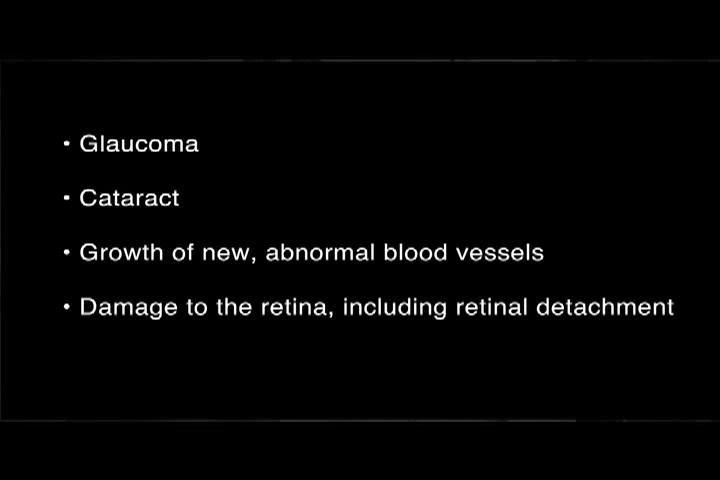 • Glaucoma
• Cataract
• Growth of new, abnormal blood vessels
• Damage to the retina, including retinal detachment